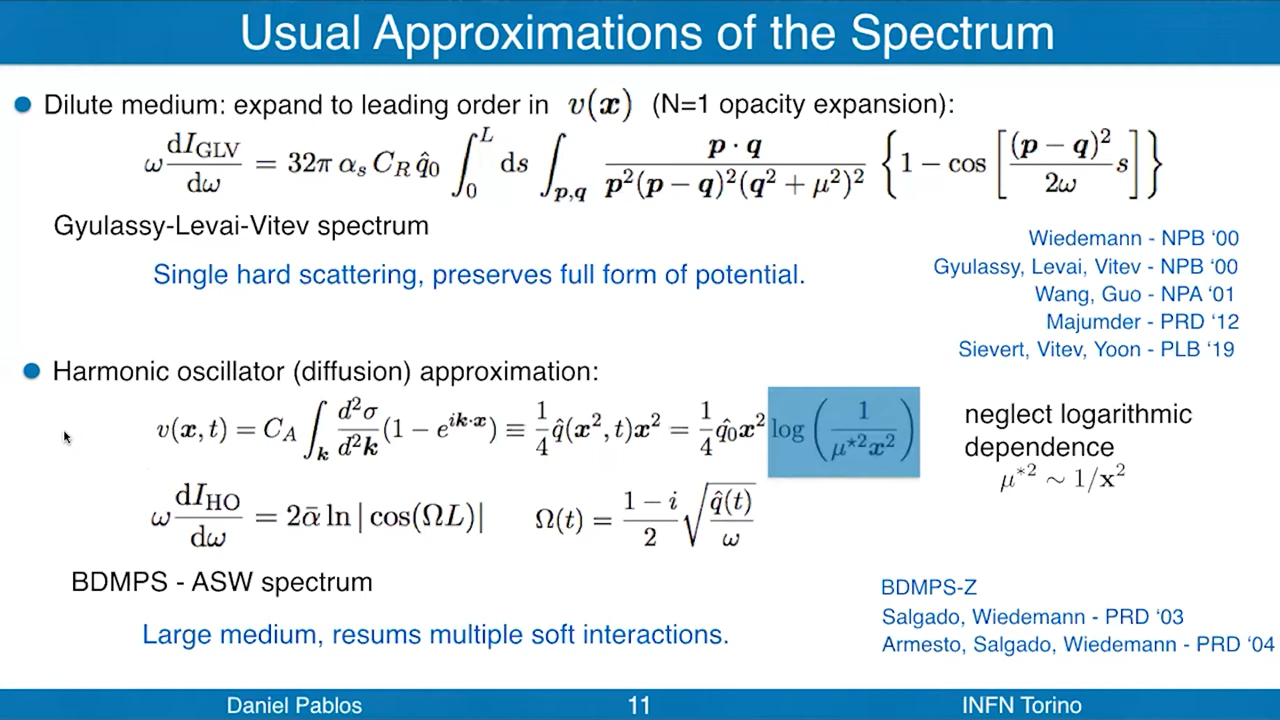 Usual Approximations of the Spectrum
● Dilute medium: expand to leading order in v(x) (N=1 opacity expansion):
ω dI_GLV/dω = 32π α_s C_R q̂_0 ∫_0^L ds ∫_{p,q} p · q / p²(p − q)²(q² + μ²)² {1 − cos[(p − q)²/2ω s]}
Gyulassy-Levai-Vitev spectrum
Single hard scattering, preserves full form of potential.
Wiedemann - NPB ‘00
Gyulassy, Levai, Vitev - NPB ‘00
Wang, Guo - NPA ‘01
Majumder - PRD ‘12
Sievert, Vitev, Yoon - PLB ‘19
● Harmonic oscillator (diffusion) approximation:
v(x, t) = C_A ∫_k d²σ/d²k (1 − e^{ik·x}) ≡ 1/4 q̂(x², t)x² = 1/4 q̂_0 x² log(1/μ*²x²)
neglect logarithmic
dependence
μ*² ∼ 1/x²
ω dI_HO/dω = 2ᾱ ln | cos(ΩL)| Ω(t) = (1 − i)/2 √(q̂(t)/ω)
BDMPS - ASW spectrum
Large medium, resums multiple soft interactions.
BDMPS-Z
Salgado, Wiedemann - PRD ‘03
Armesto, Salgado, Wiedemann - PRD ‘04
Daniel Pablos 11 INFN Torino